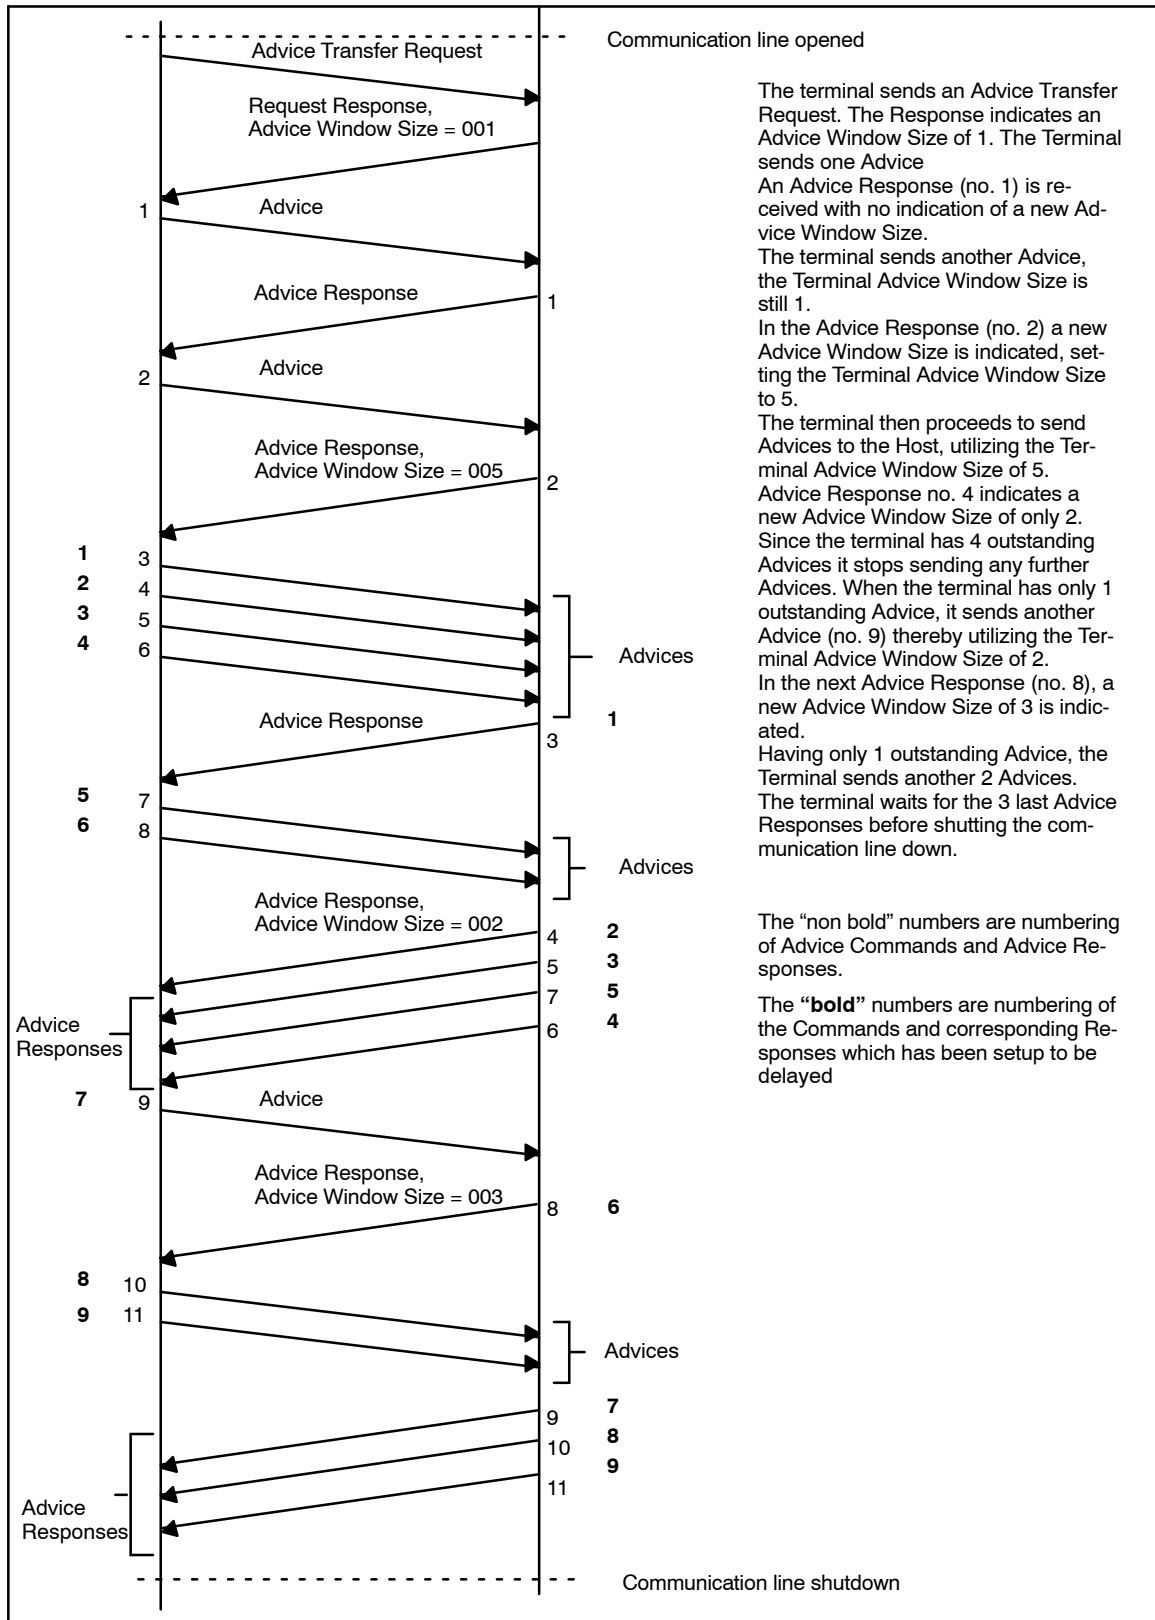 Communication line opened
Advice Transfer Request
Request Response,
Advice Window Size = 001
1
Advice
Advice Response
1
2
Advice
Advice Response,
Advice Window Size = 005
2
1 3
2 4
3 5
4 6
Advices
Advice Response
1
3
5 7
6 8
Advices
Advice Response,
Advice Window Size = 002
4 2
5 3
7 5
6 4
Advice
Responses
7 9
Advice
Advice Response,
Advice Window Size = 003
8 6
8 10
9 11
Advices
9 7
10 8
11 9
Advice
Responses
Communication line shutdown
The terminal sends an Advice Transfer
Request. The Response indicates an
Advice Window Size of 1. The Terminal
sends one Advice
An Advice Response (no. 1) is re-
ceived with no indication of a new Ad-
vice Window Size.
The terminal sends another Advice,
the Terminal Advice Window Size is
still 1.
In the Advice Response (no. 2) a new
Advice Window Size is indicated, set-
ting the Terminal Advice Window Size
to 5.
The terminal then proceeds to send
Advices to the Host, utilizing the Ter-
minal Advice Window Size of 5.
Advice Response no. 4 indicates a
new Advice Window Size of only 2.
Since the terminal has 4 outstanding
Advices it stops sending any further
Advices. When the terminal has only 1
outstanding Advice, it sends another
Advice (no. 9) thereby utilizing the Ter-
minal Advice Window Size of 2.
In the next Advice Response (no. 8), a
new Advice Window Size of 3 is indic-
ated.
Having only 1 outstanding Advice, the
Terminal sends another 2 Advices.
The terminal waits for the 3 last Advice
Responses before shutting the com-
munication line down.
The “non bold” numbers are numbering
of Advice Commands and Advice Re-
sponses.
The “bold” numbers are numbering of
the Commands and corresponding Re-
sponses which has been setup to be
delayed